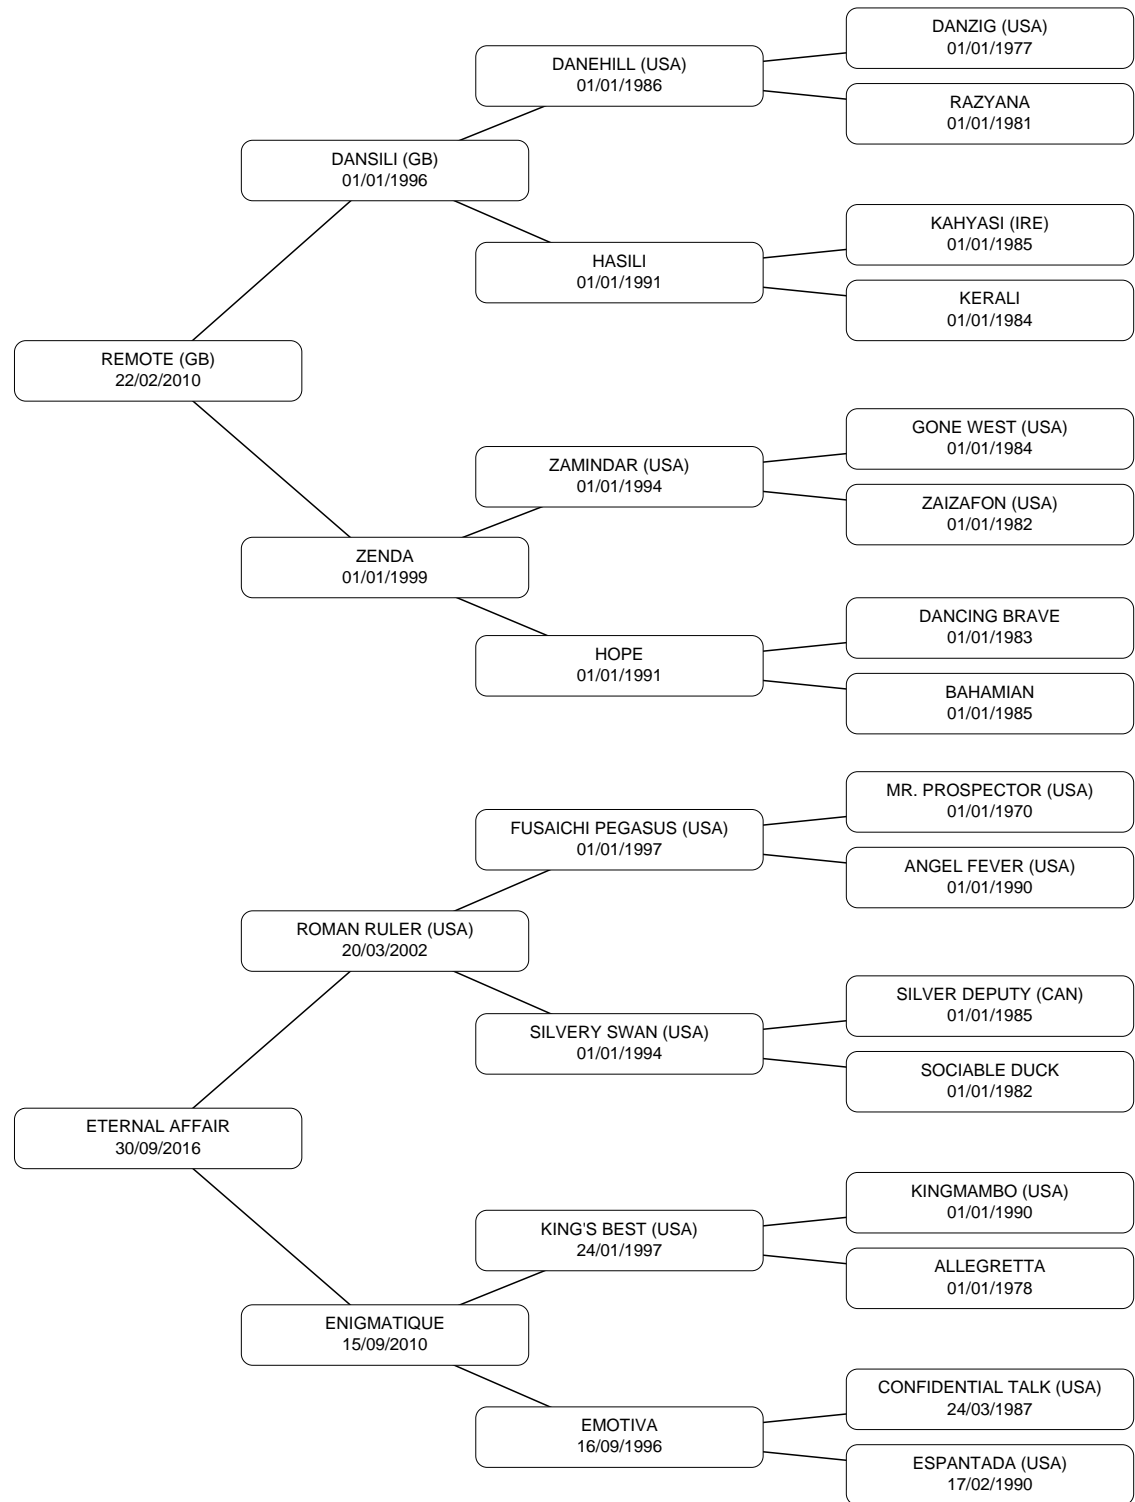 DANZIG (USA)
01/01/1977
DANEHILL (USA)
01/01/1986
RAZYANA
01/01/1981
DANSILI (GB)
01/01/1996
KAHYASI (IRE)
01/01/1985
HASILI
01/01/1991
KERALI
01/01/1984
REMOTE (GB)
22/02/2010
GONE WEST (USA)
01/01/1984
ZAMINDAR (USA)
01/01/1994
ZAIZAFON (USA)
01/01/1982
ZENDA
01/01/1999
DANCING BRAVE
01/01/1983
HOPE
01/01/1991
BAHAMIAN
01/01/1985
MR. PROSPECTOR (USA)
01/01/1970
FUSAICHI PEGASUS (USA)
01/01/1997
ANGEL FEVER (USA)
01/01/1990
ROMAN RULER (USA)
20/03/2002
SILVER DEPUTY (CAN)
01/01/1985
SILVERY SWAN (USA)
01/01/1994
SOCIABLE DUCK
01/01/1982
ETERNAL AFFAIR
30/09/2016
KINGMAMBO (USA)
01/01/1990
KING'S BEST (USA)
24/01/1997
ALLEGRETTA
01/01/1978
ENIGMATIQUE
15/09/2010
CONFIDENTIAL TALK (USA)
24/03/1987
EMOTIVA
16/09/1996
ESPANTADA (USA)
17/02/1990